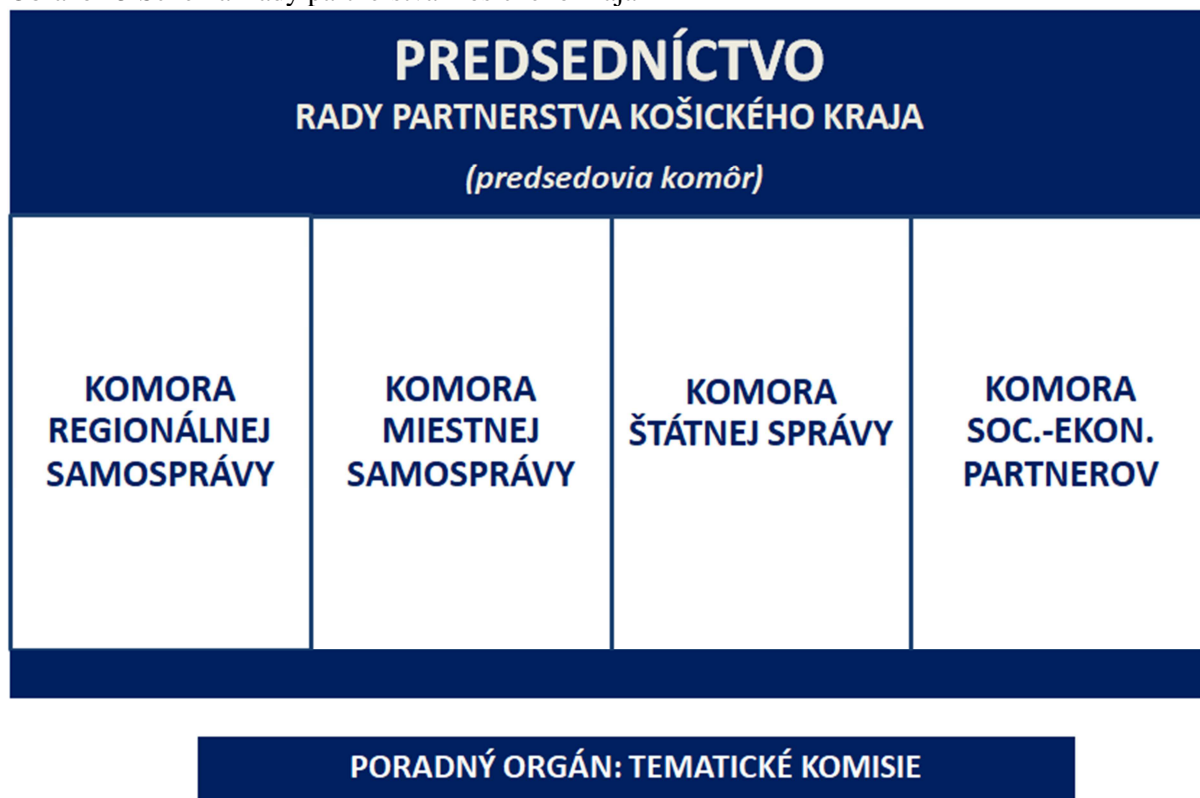 PREDSEDNÍCTVO
RADY PARTNERSTVA KOŠICKÉHO KRAJA
(predsedovia komôr)
KOMORA
REGIONÁLNEJ
SAMOSPRÁVY
KOMORA
MIESTNEJ
SAMOSPRÁVY
KOMORA
ŠTÁTNEJ SPRÁVY
KOMORA
SOC.-EKON.
PARTNEROV
PORADNÝ ORGÁN: TEMATICKÉ KOMISIE